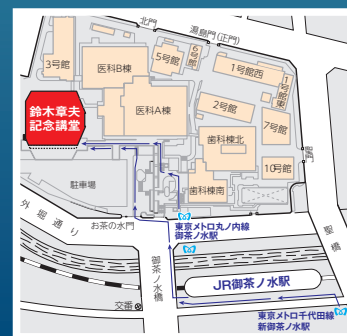 北門
湯島門(正門)
3号館
医科B棟
5号館
6号館
1号館西
1号館東
鈴木章夫
記念講堂
医科A棟
2号館
7号館
歯科棟北
10号館
駐車場
歯科棟南
お茶の水門
外堀通り
東京メトロ丸ノ内線
御茶ノ水駅
聖橋
御茶ノ水橋
JR御茶ノ水駅
交番
東京メトロ千代田線
新御茶ノ水駅